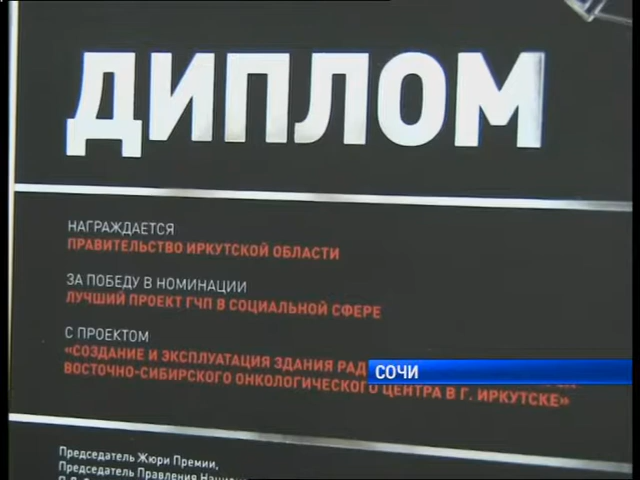 ДИПЛОМ
НАГРАЖДАЕТСЯ
ПРАВИТЕЛЬСТВО ИРКУТСКОЙ ОБЛАСТИ
ЗА ПОБЕДУ В НОМИНАЦИИ
ЛУЧШИЙ ПРОЕКТ ГЧП В СОЦИАЛЬНОЙ СФЕРЕ
С ПРОЕКТОМ
«СОЗДАНИЕ И ЭКСПЛУАТАЦИЯ ЗДАНИЯ
ВОСТОЧНО-СИБИРСКОГО ОНКОЛОГИЧЕСКОГО ЦЕНТРА В Г. ИРКУТСКЕ»
СОЧИ
Председатель Жюри Премии,
Председатель Правления